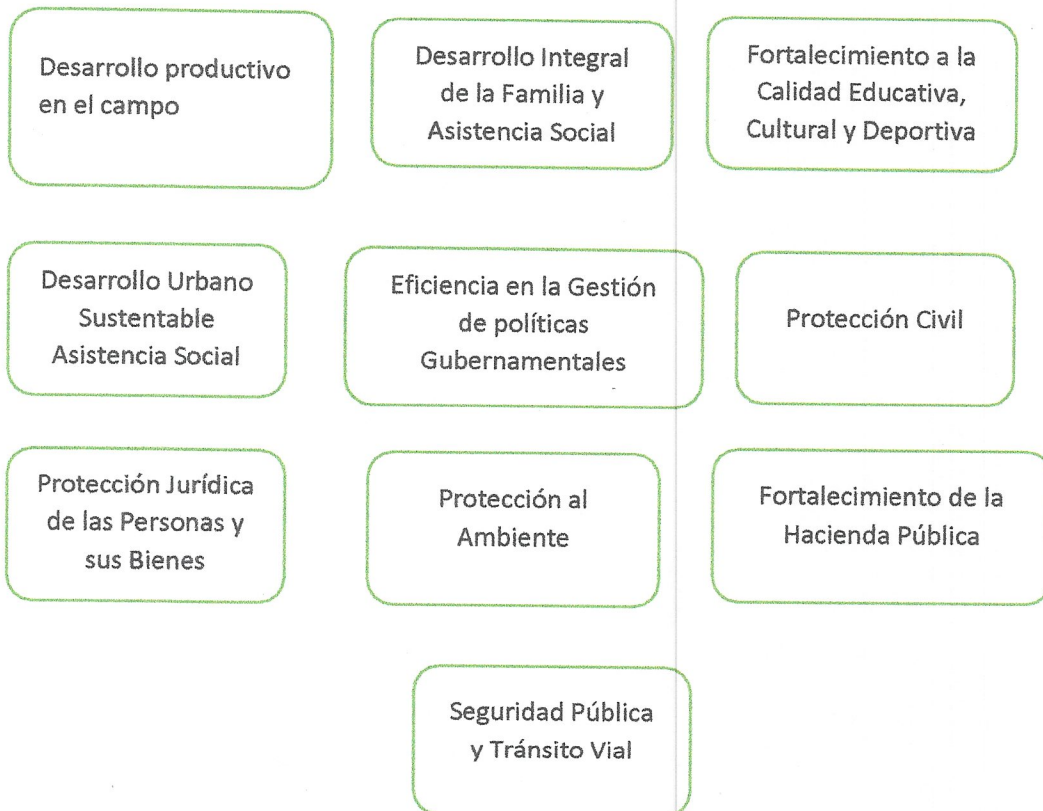 Desarrollo productivo
en el campo
Desarrollo Integral
de la Familia y
Asistencia Social
Fortalecimiento a la
Calidad Educativa,
Cultural y Deportiva
Desarrollo Urbano
Sustentable
Asistencia Social
Eficiencia en la Gestión
de políticas
Gubernamentales
Protección Civil
Protección Jurídica
de las Personas y
sus Bienes
Protección al
Ambiente
Fortalecimiento de la
Hacienda Pública
Seguridad Pública
y Tránsito Vial